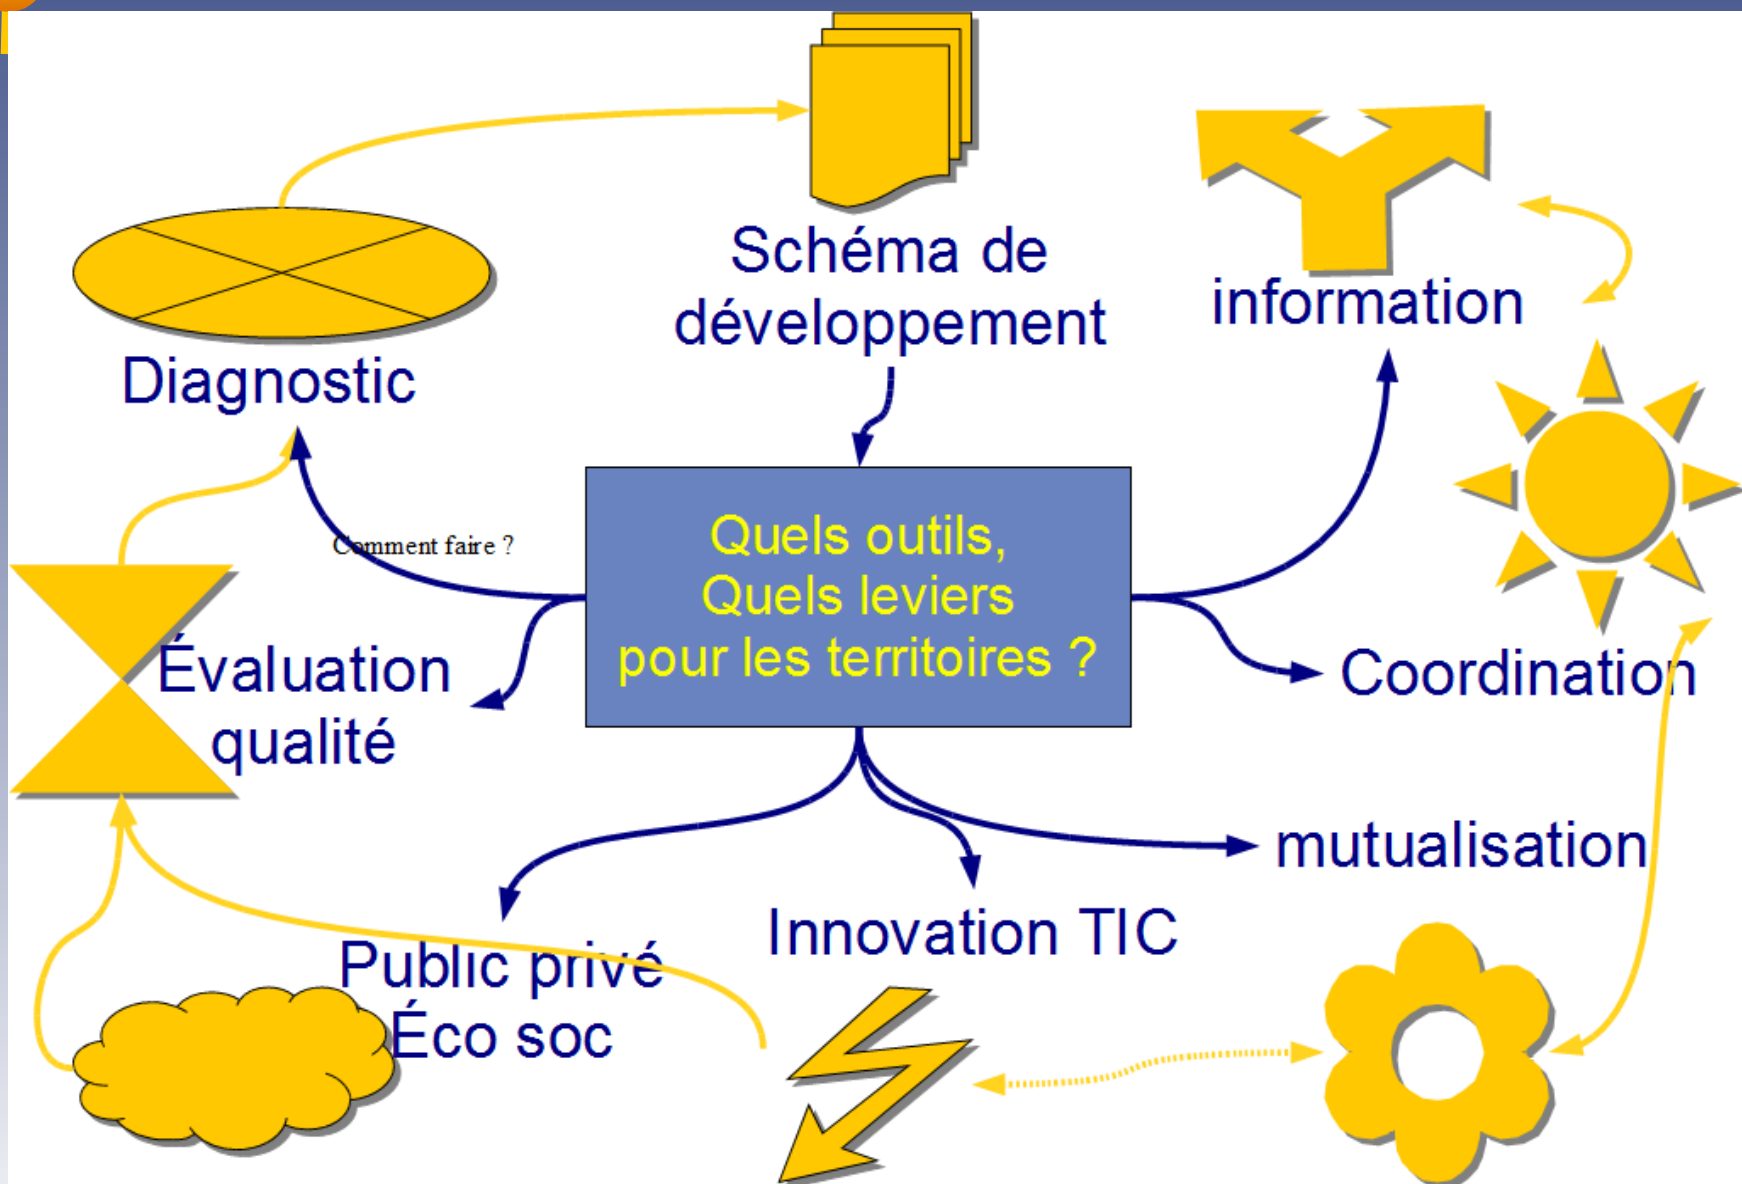 Schéma de
développement
information
Diagnostic
Comment faire ?
Quels outils,
Quels leviers
pour les territoires ?
Évaluation
qualité
Coordination
mutualisation
Innovation TIC
Public privé
Éco soc